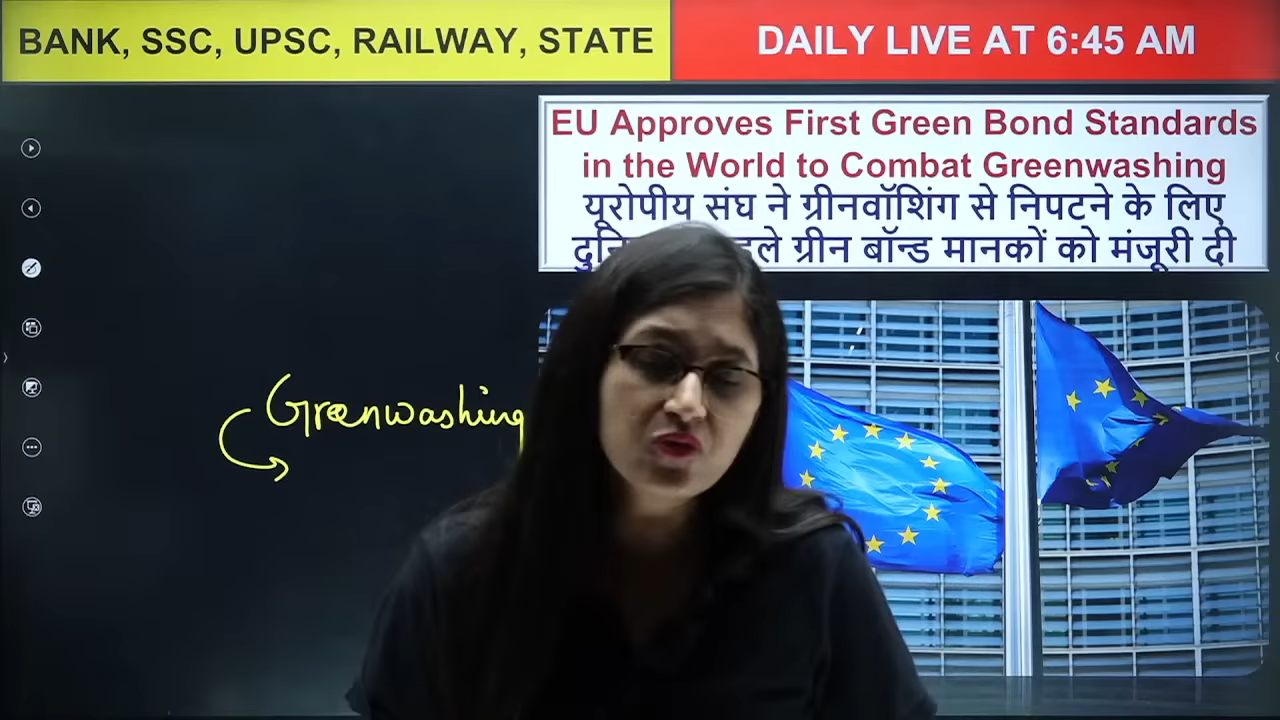 BANK, SSC, UPSC, RAILWAY, STATE
DAILY LIVE AT 6:45 AM
EU Approves First Green Bond Standards
in the World to Combat Greenwashing
यूरोपीय संघ ने ग्रीनवॉशिंग से निपटने के लिए
ग्रीन बॉन्ड मानकों को मंजूरी दी
Greenwashing